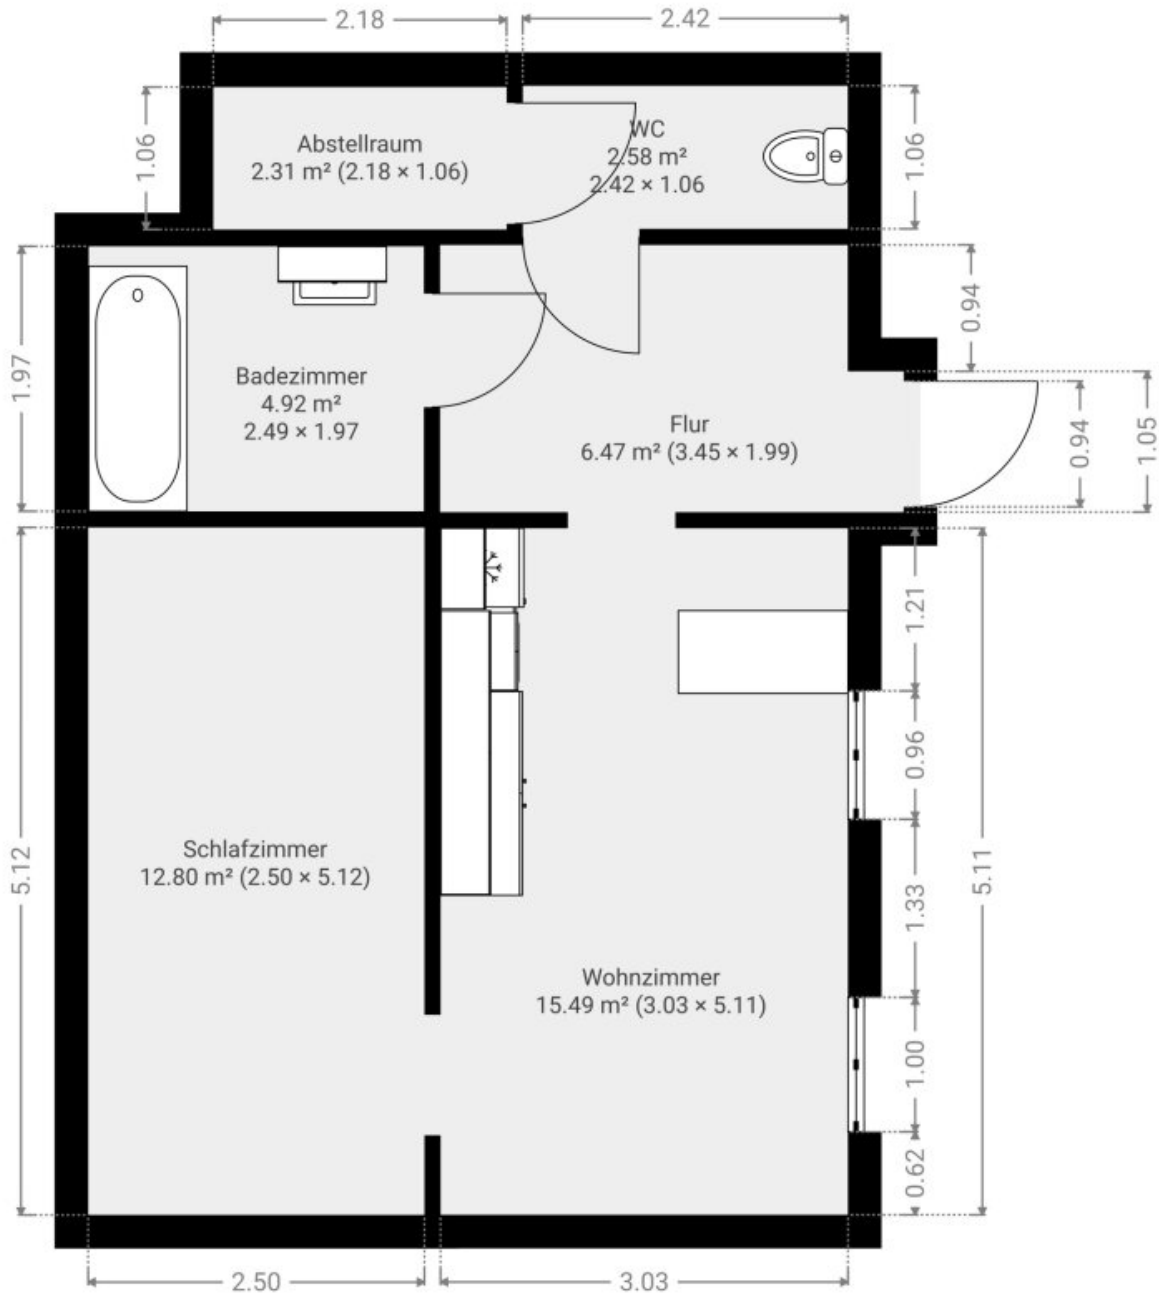 2.18
2.42
1.06
Abstellraum
2.31 m² (2.18 × 1.06)
WC
2.58 m²
2.42 × 1.06
1.06
1.97
Badezimmer
4.92 m²
2.49 × 1.97
Flur
6.47 m² (3.45 × 1.99)
0.94
0.94
1.05
5.12
Schlafzimmer
12.80 m² (2.50 × 5.12)
Wohnzimmer
15.49 m² (3.03 × 5.11)
1.21
0.96
1.33
1.00
0.62
5.11
2.50
3.03